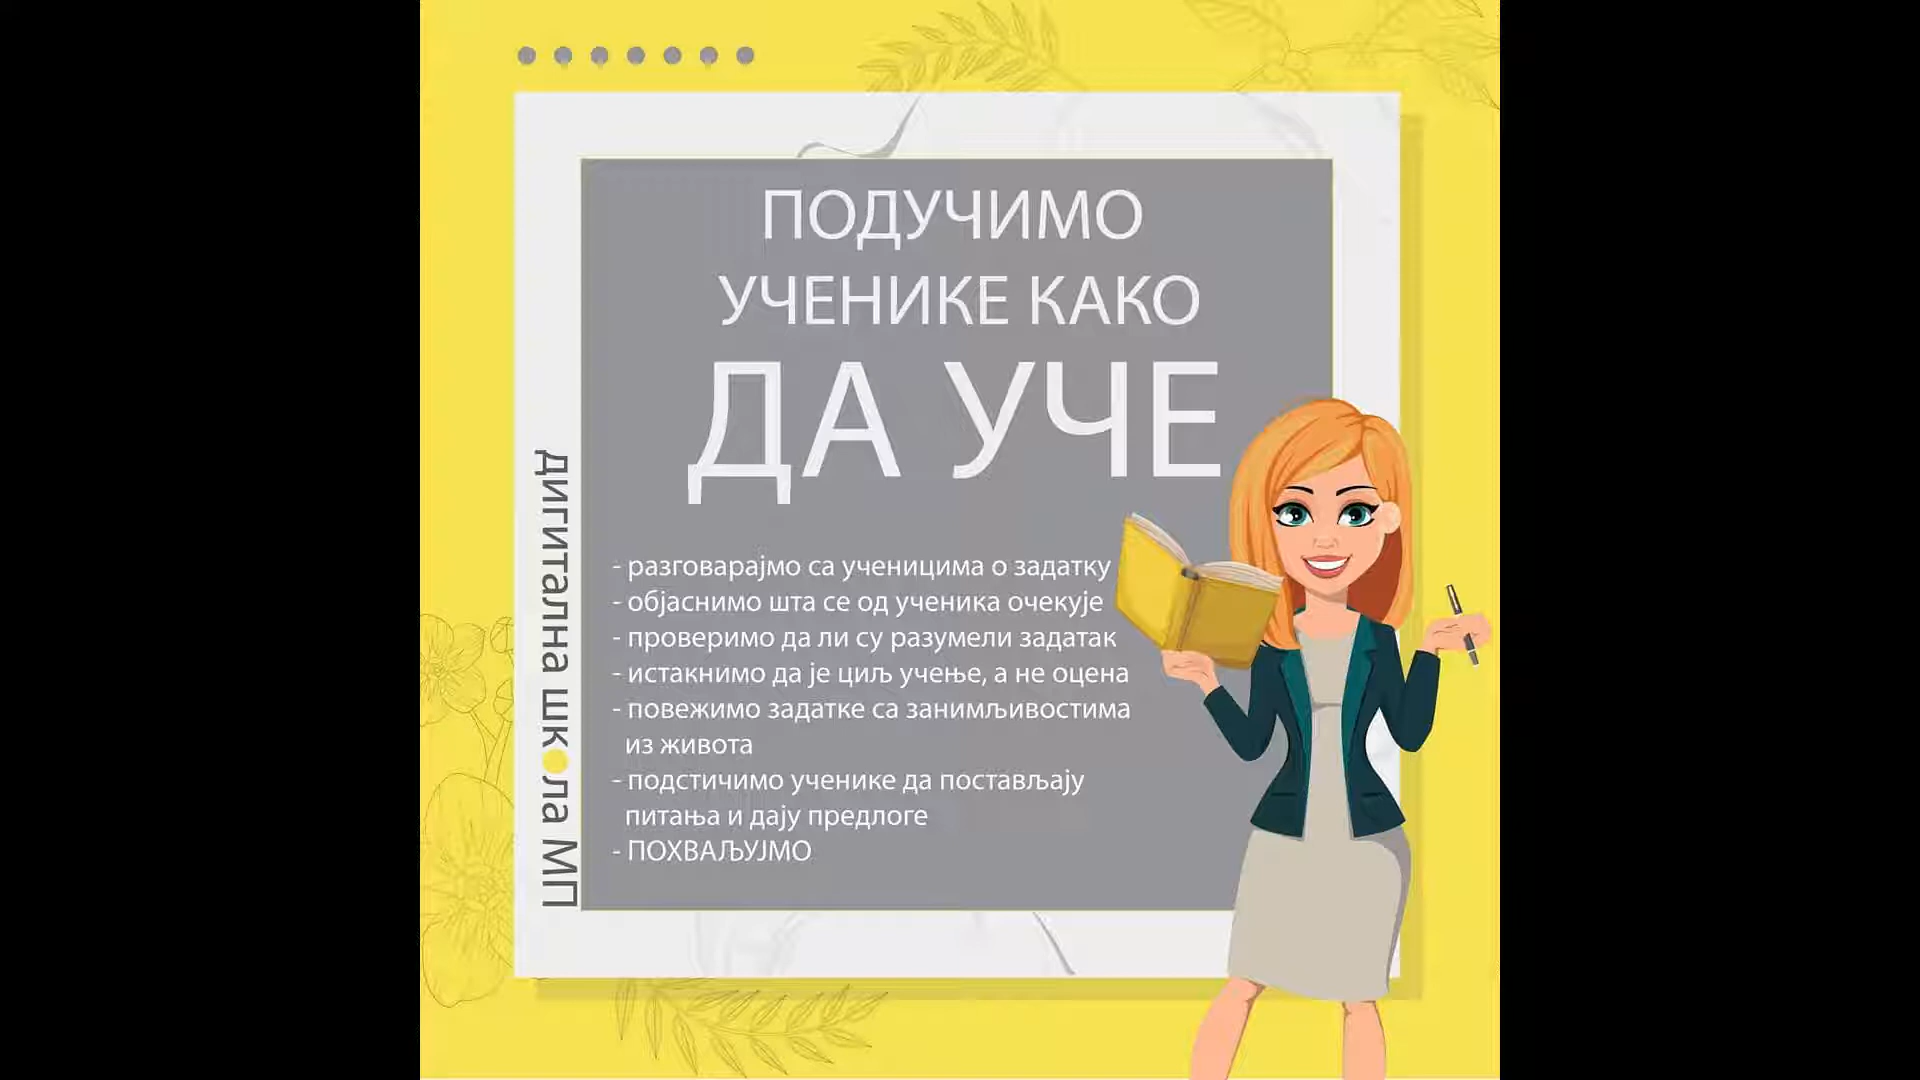 ПОДУЧИМО
УЧЕНИКЕ КАКО
ДА УЧЕ
- разговарајмо са ученицима о задатку
- објаснимо шта се од ученика очекује
- проверимо да ли су разумели задатак
- истакнимо да је циљ учење, а не оцена
- повежимо задатке са занимљивостима
из живота
- подстичимо ученике да постављају
питања и дају предлоге
- ПОХВАЉУЈМО
дигитална школа МП